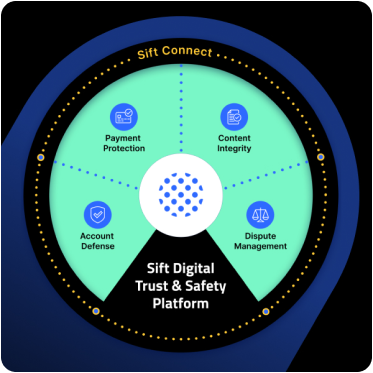 Sift Connect
Payment
Protection
Content
Integrity
Account
Defense
Dispute
Management
Sift Digital
Trust & Safety
Platform